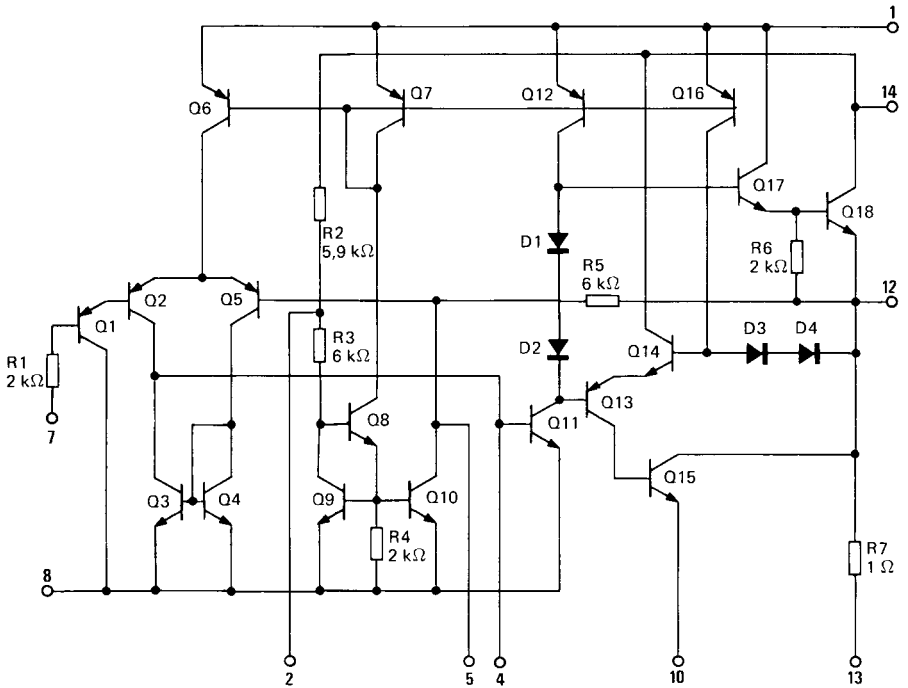 1
Q6
Q7
Q12
Q16
14
Q17
Q18
R2
5,9 kΩ
D1
R6
2 kΩ
R5
6 kΩ
12
Q2
Q5
Q1
R3
6 kΩ
D2
Q14
D3
D4
R1
2 kΩ
7
Q8
Q11
Q13
Q3
Q4
Q9
Q10
Q15
R4
2 kΩ
R7
1 Ω
8
2
5
4
10
13